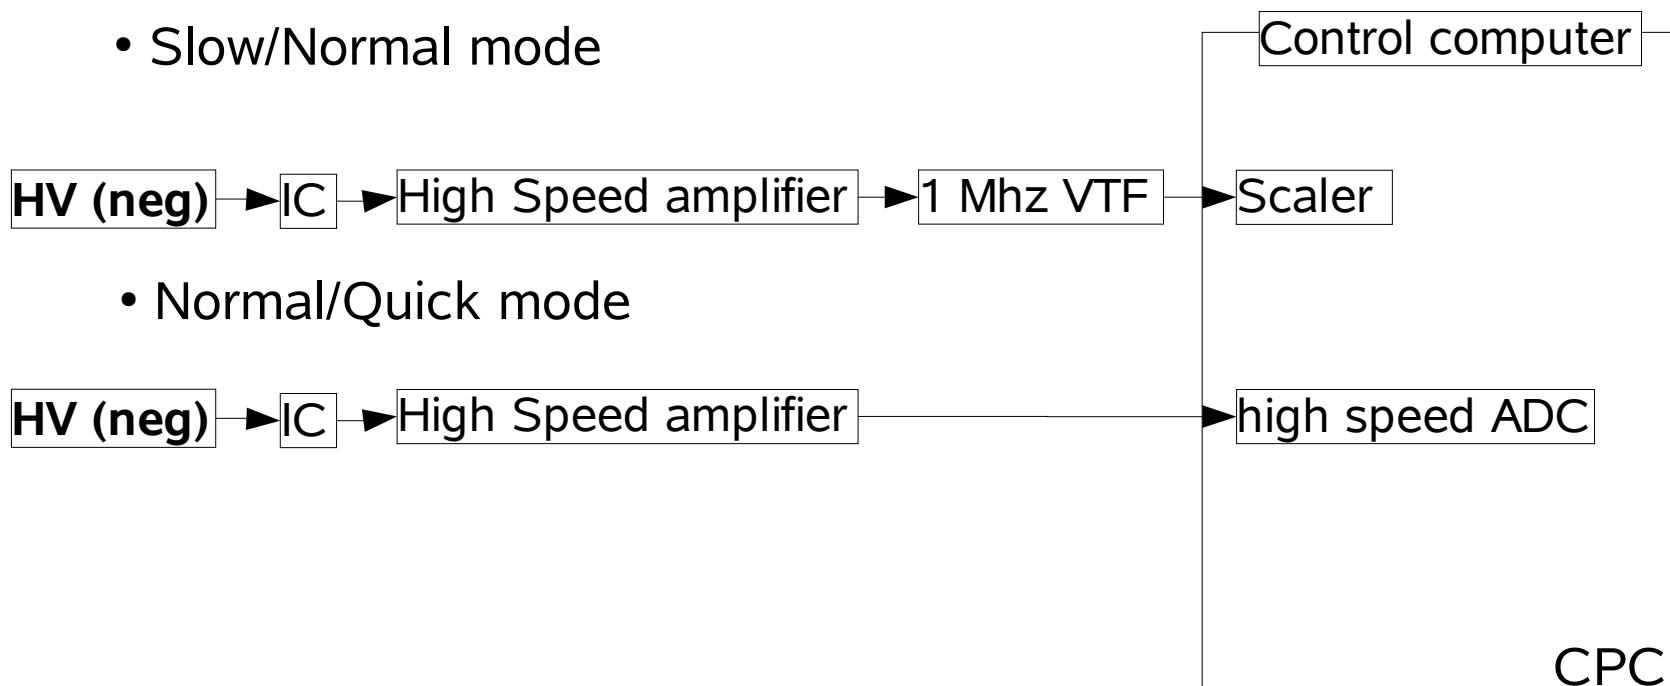 • Slow/Normal mode
Control computer
HV (neg) IC High Speed amplifier 1 Mhz VTF Scaler
• Normal/Quick mode
HV (neg) IC High Speed amplifier high speed ADC
CPC